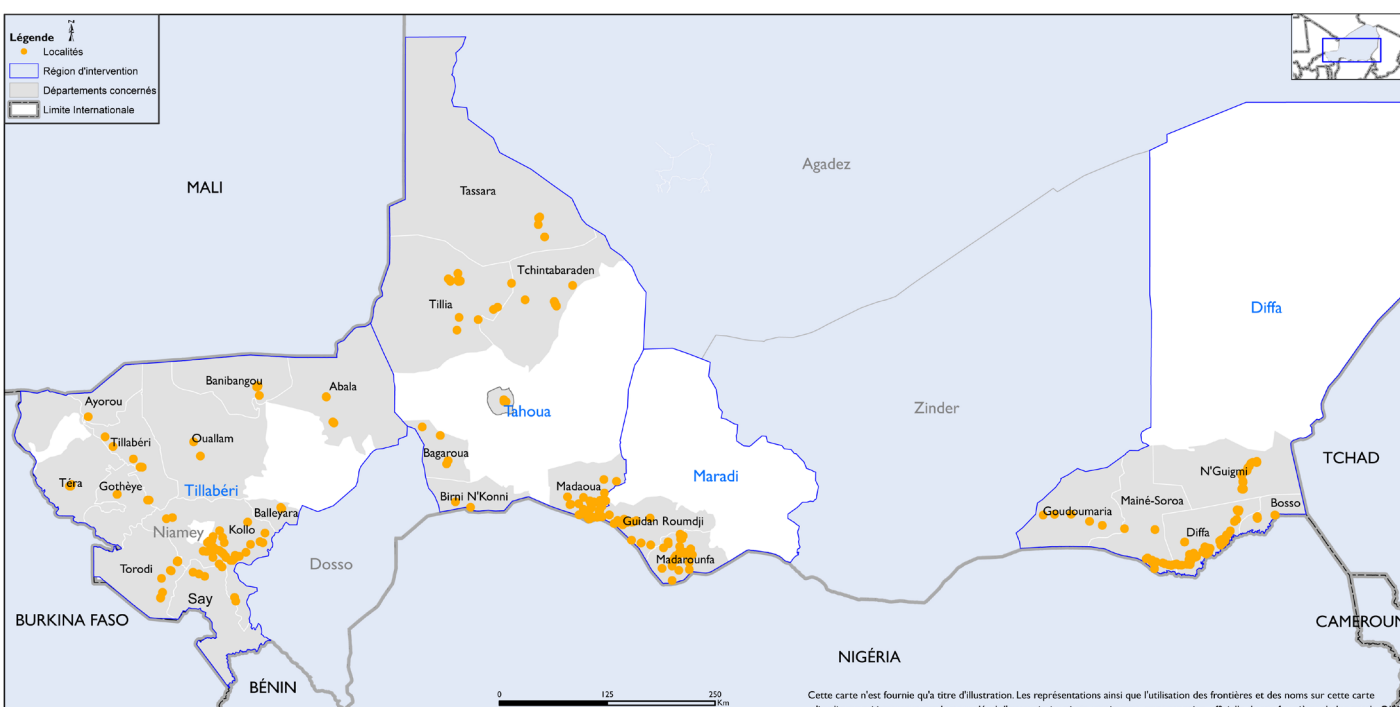 Légende
N
Localités
Région d'intervention
Départements concernés
Limite Internationale
MALI
Agadez
Tassara
Tchintabaraden
Tillia
Diffa
Banibangou
Abala
Ayorou
Tahoua
Zinder
Tillabéri
Ouallam
Bagaroua
TCHAD
N'Guigmi
Maradi
Téra
Gothèye
Tillabéri
Madaoua
Birni N'Konni
Mainé-Soroa
Bosso
Goudoumaria
Balleyara
Guidan Roumdji
Niamey
Kollo
Diffa
Madarounfa
Dosso
Torodi
Say
BURKINA FASO
CAMEROUN
NIGÉRIA
BÉNIN
0 125 250
Km
Cette carte n'est fournie qu'a titre d'illustration. Les représentations ainsi que l'utilisation des frontières et des noms sur cette carte